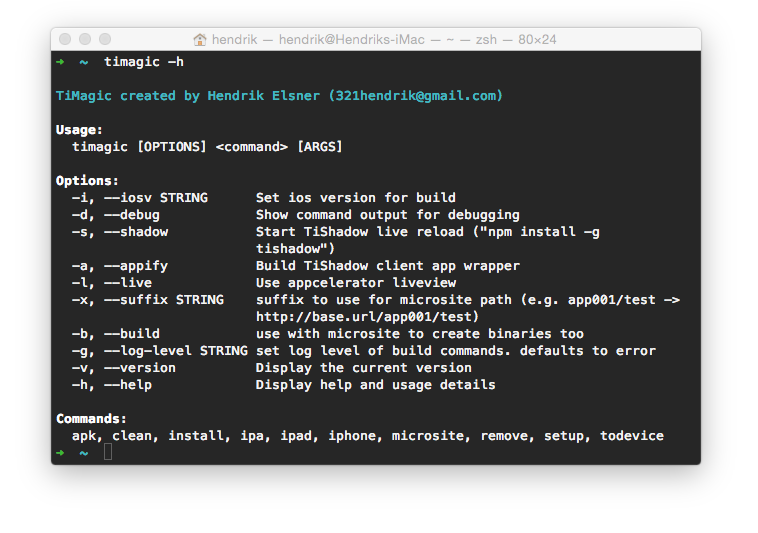 hendrik — hendrik@Hendriks-iMac — ~ — zsh — 80×24
➜ ~ timagic -h
TiMagic created by Hendrik Elsner (321hendrik@gmail.com)
Usage:
timagic [OPTIONS] <command> [ARGS]
Options:
-i, --iosv STRING Set ios version for build
-d, --debug Show command output for debugging
-s, --shadow Start TiShadow live reload ("npm install -g
tishadow")
-a, --appify Build TiShadow client app wrapper
-l, --live Use appcelerator liveview
-x, --suffix STRING suffix to use for microsite path (e.g. app001/test ->
http://base.url/app001/test)
-b, --build use with microsite to create binaries too
-g, --log-level STRING set log level of build commands. defaults to error
-v, --version Display the current version
-h, --help Display help and usage details
Commands:
apk, clean, install, ipa, ipad, iphone, microsite, remove, setup, todevice
➜ ~